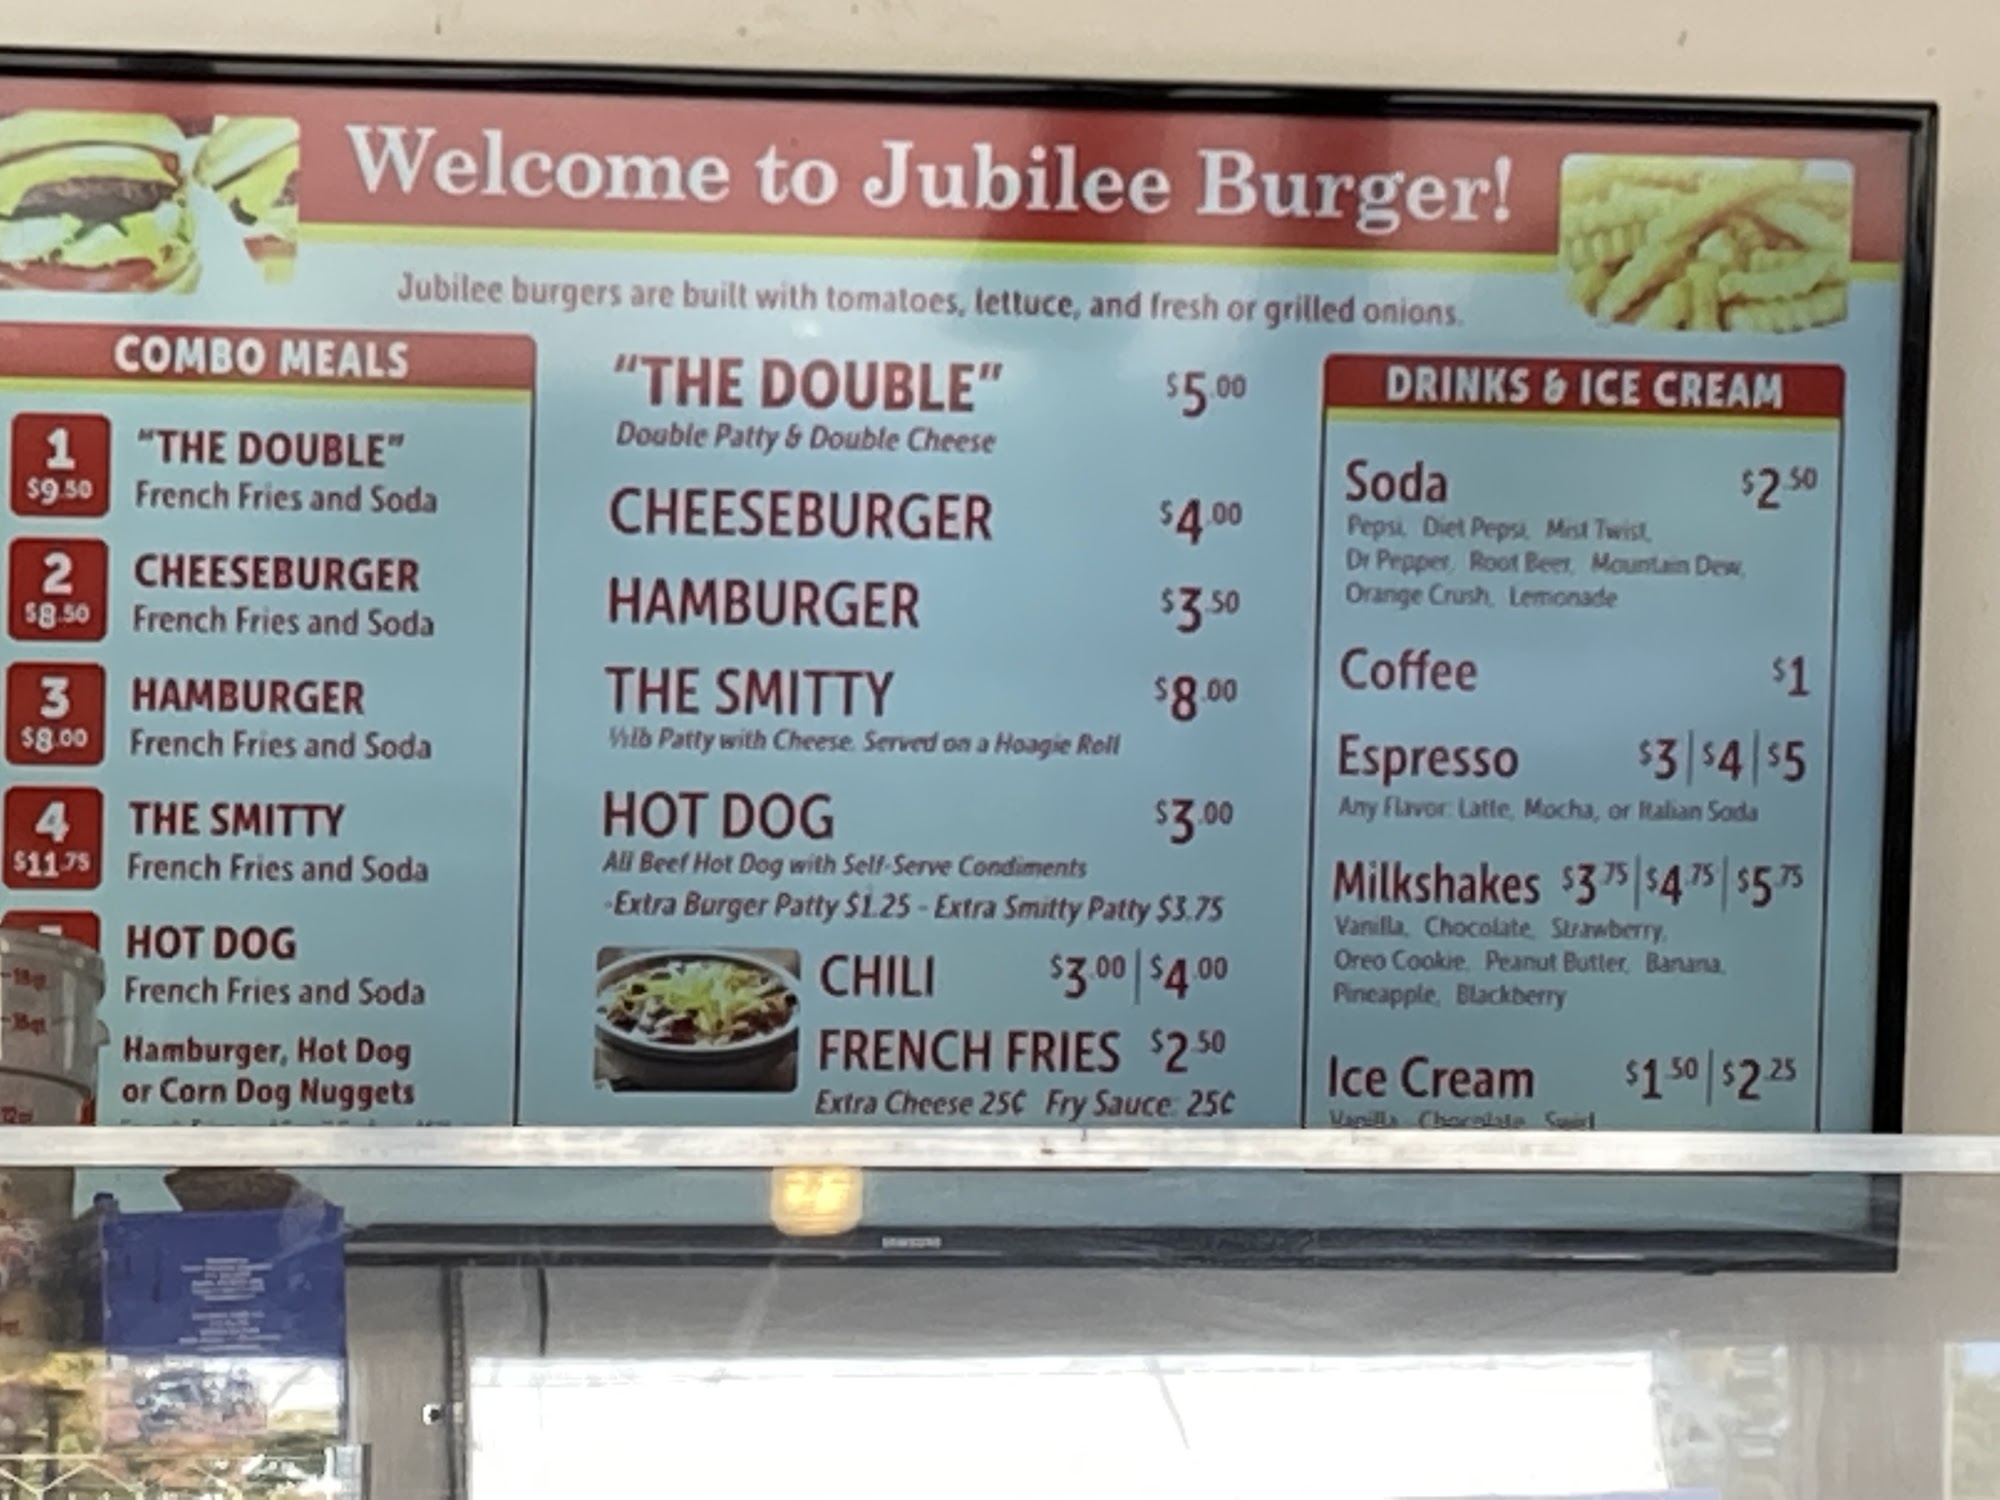 Welcome to Jubilee Burger!
Jubilee burgers are built with tomatoes, lettuce, and fresh or grilled onions.
COMBO MEALS
1
$9.50
"THE DOUBLE"
French Fries and Soda
2
$8.50
CHEESEBURGER
French Fries and Soda
3
$8.00
HAMBURGER
French Fries and Soda
4
$11.75
THE SMITTY
French Fries and Soda
HOT DOG
French Fries and Soda
Hamburger, Hot Dog
or Corn Dog Nuggets
"THE DOUBLE" $5.00
Double Patty & Double Cheese
CHEESEBURGER $4.00
HAMBURGER $3.50
THE SMITTY $8.00
½lb Patty with Cheese. Served on a Hoagie Roll
HOT DOG $3.00
All Beef Hot Dog with Self-Serve Condiments
-Extra Burger Patty $1.25 - Extra Smitty Patty $3.75
CHILI $3.00 | $4.00
FRENCH FRIES $2.50
Extra Cheese 25¢ Fry Sauce: 25¢
DRINKS & ICE CREAM
Soda $2.50
Pepsi, Diet Pepsi, Mist Twist,
Dr Pepper, Root Beer, Mountain Dew,
Orange Crush, Lemonade
Coffee $1
Espresso $3 | $4 | $5
Any Flavor: Latte, Mocha, or Italian Soda
Milkshakes $3.75 | $4.75 | $5.75
Vanilla, Chocolate, Strawberry,
Oreo Cookie, Peanut Butter, Banana,
Pineapple, Blackberry
Ice Cream $1.50 | $2.25
Vanilla, Chocolate, Swirl
SAMSUNG